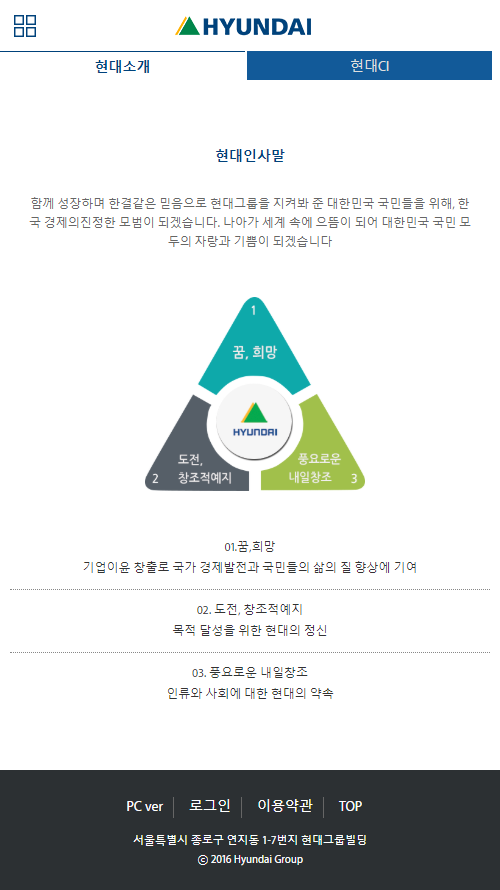 HYUNDAI
현대소개
현대CI
현대인사말
함께 성장하며 한결같은 믿음으로 현대그룹을 지켜봐 준 대한민국 국민들을 위해, 한
국 경제의진정한 모범이 되겠습니다. 나아가 세계 속에 으뜸이 되어 대한민국 국민 모
두의 자랑과 기쁨이 되겠습니다
1
꿈, 희망
HYUNDAI
도전,
2 창조적예지
풍요로운
내일창조 3
01.꿈,희망
기업이윤 창출로 국가 경제발전과 국민들의 삶의 질 향상에 기여
02. 도전, 창조적예지
목적 달성을 위한 현대의 정신
03. 풍요로운 내일창조
인류와 사회에 대한 현대의 약속
PC ver 로그인 이용약관 TOP
서울특별시 종로구 연지동 1-7번지 현대그룹빌딩
ⓒ 2016 Hyundai Group